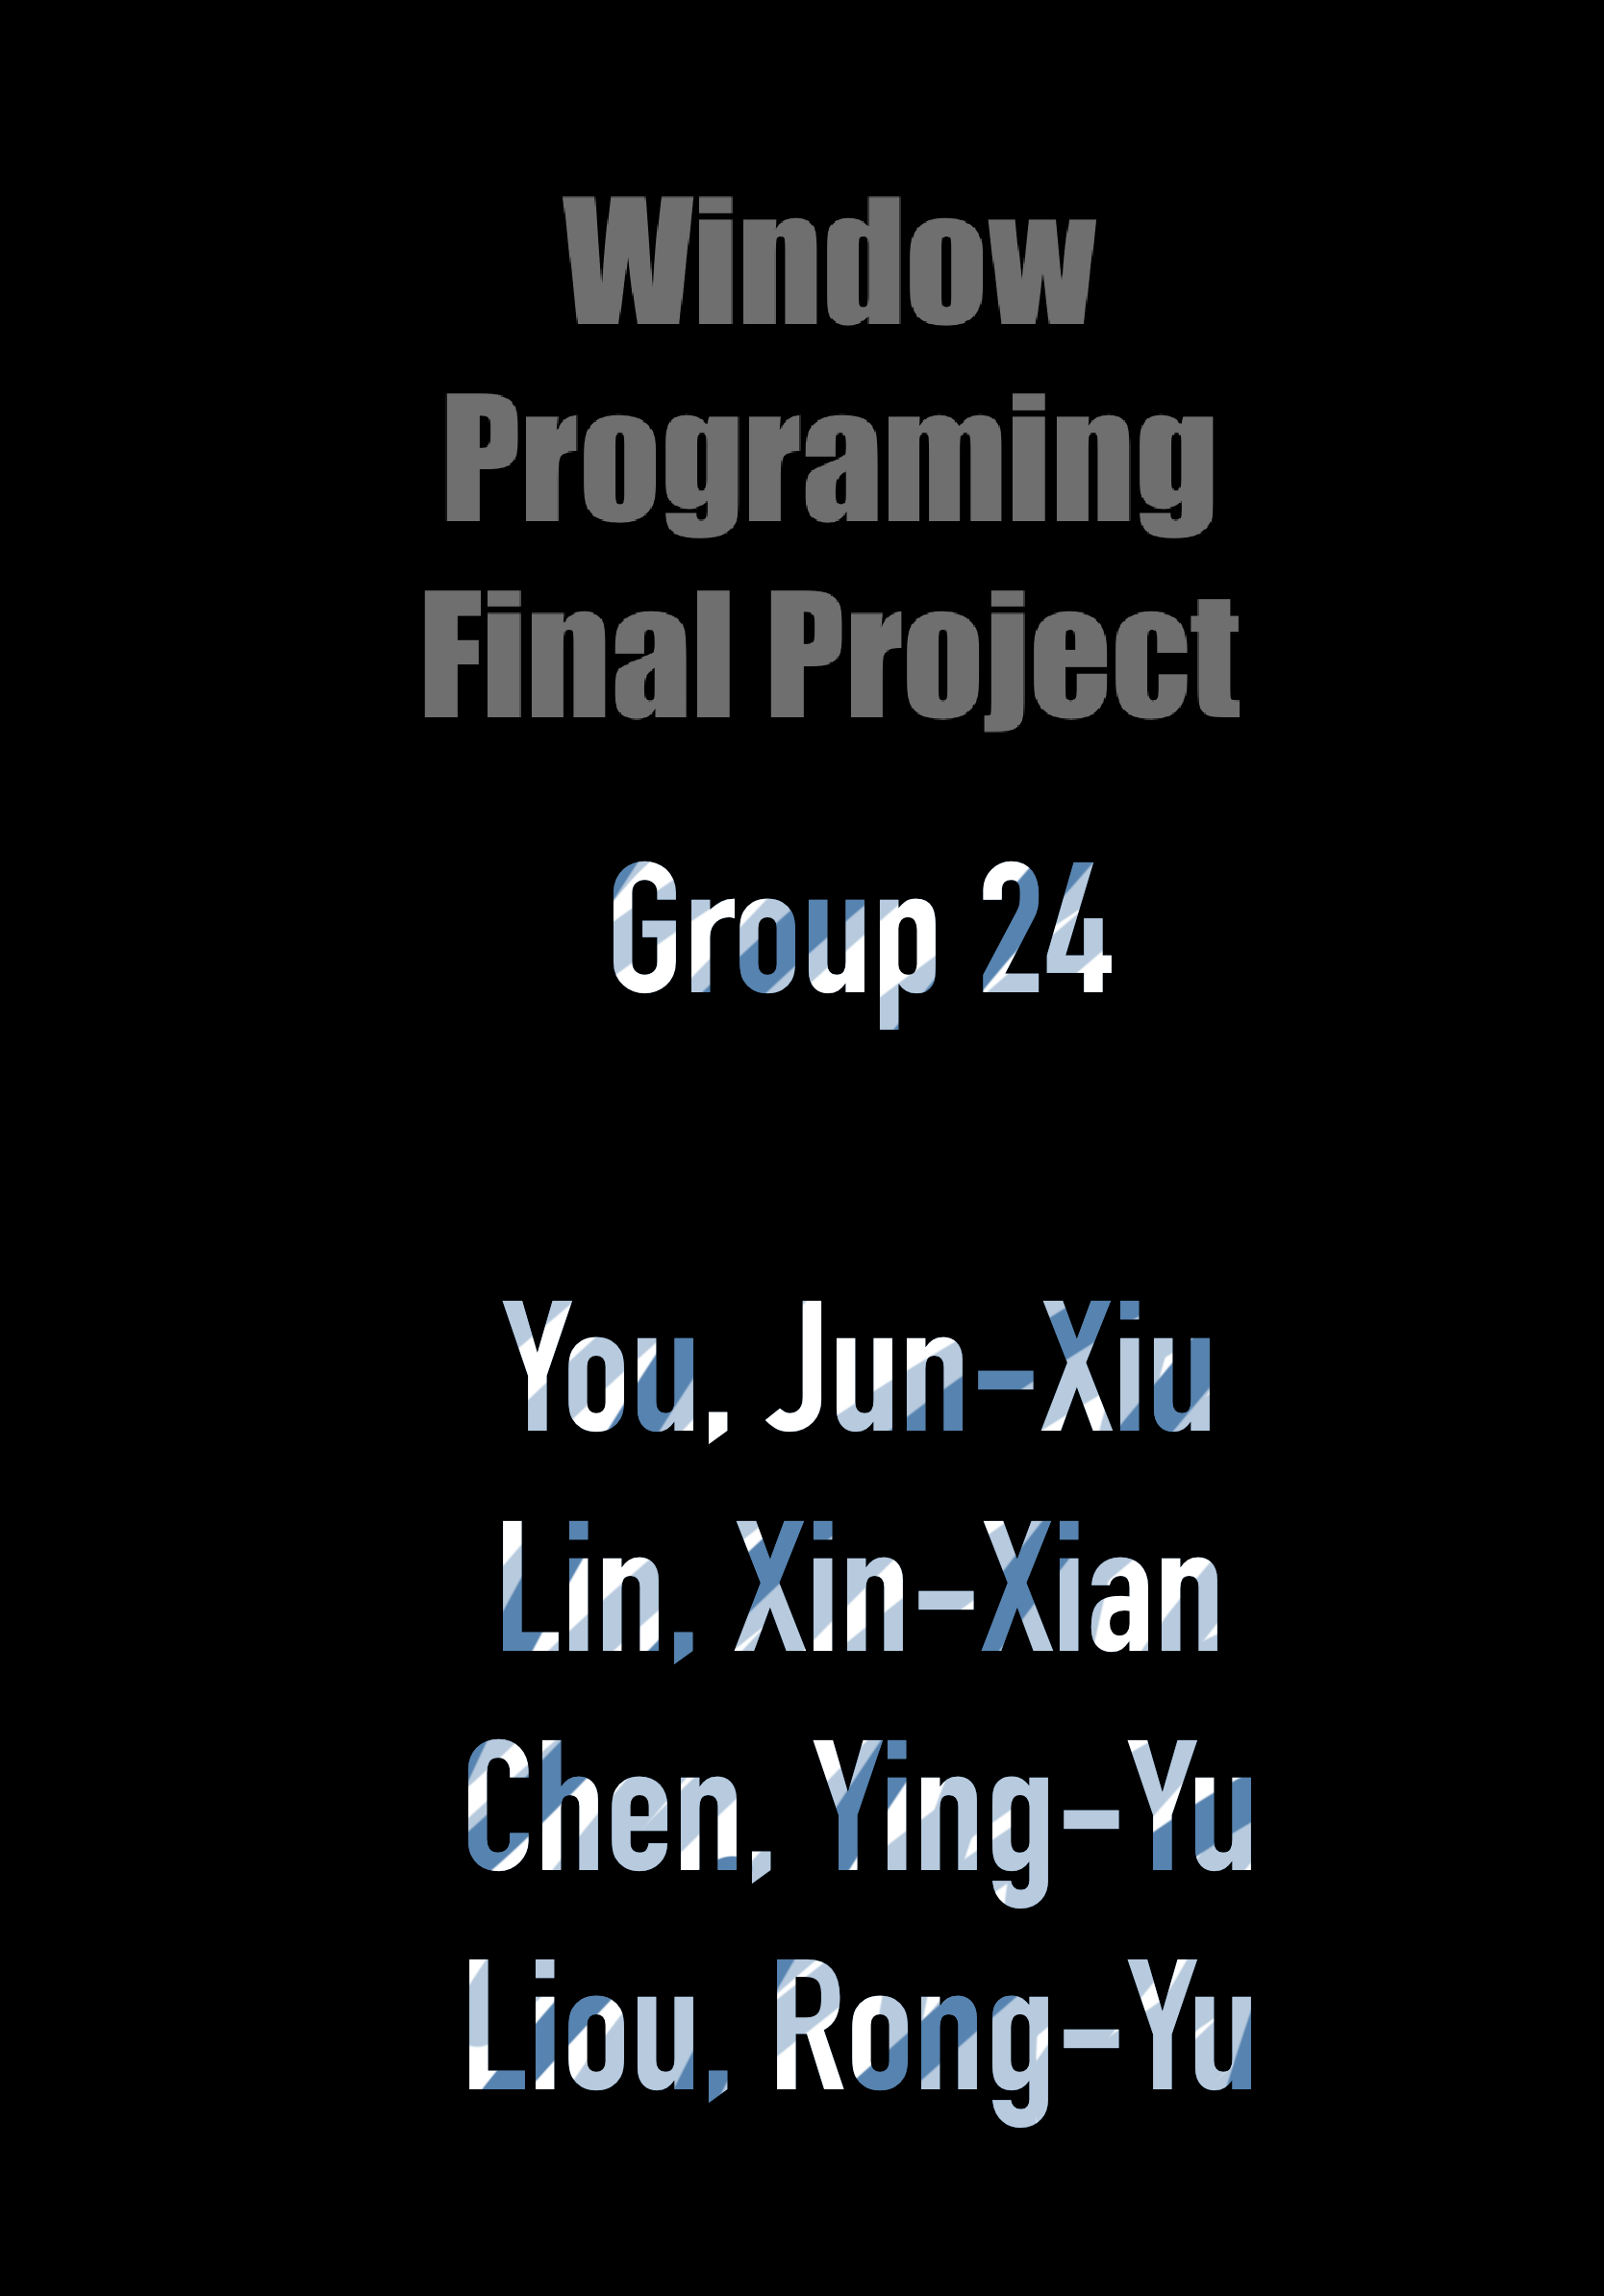 Window
Programing
Final Project
Group 24
You, Jun-Xiu
Lin, Xin-Xian
Chen, Ying-Yu
Liou, Rong-Yu